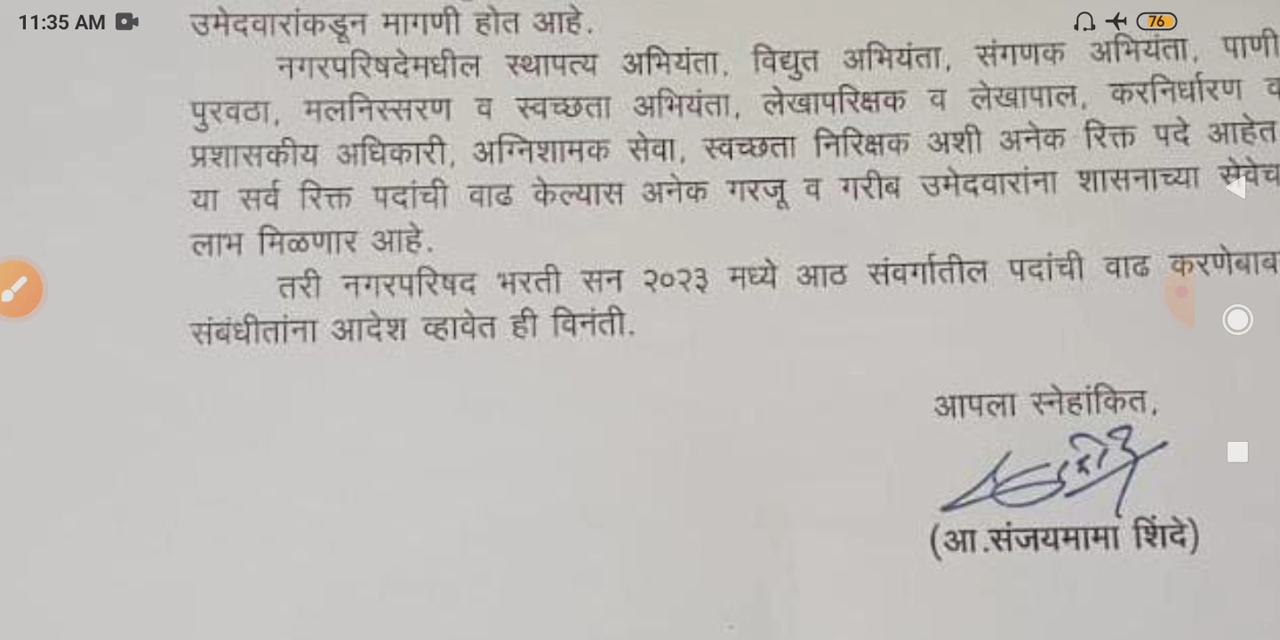 11:35 AM
76
उमेदवारांकडून मागणी होत आहे.
नगरपरिषदेमधील स्थापत्य अभियंता, विद्युत अभियंता, संगणक अभियंता, पाणी
पुरवठा, मलनिस्सरण व स्वच्छता अभियंता, लेखापरिक्षक व लेखापाल, करनिर्धारण व
प्रशासकीय अधिकारी, अग्निशामक सेवा, स्वच्छता निरिक्षक अशी अनेक रिक्त पदे आहेत
या सर्व रिक्त पदांची वाढ केल्यास अनेक गरजू व गरीब उमेदवारांना शासनाच्या सेवेच
लाभ मिळणार आहे.
तरी नगरपरिषद भरती सन २०२३ मध्ये आठ संवर्गातील पदांची वाढ करणेबाब
संबंधीतांना आदेश व्हावेत ही विनंती.
आपला स्नेहांकित,
(आ.संजयमामा शिंदे)